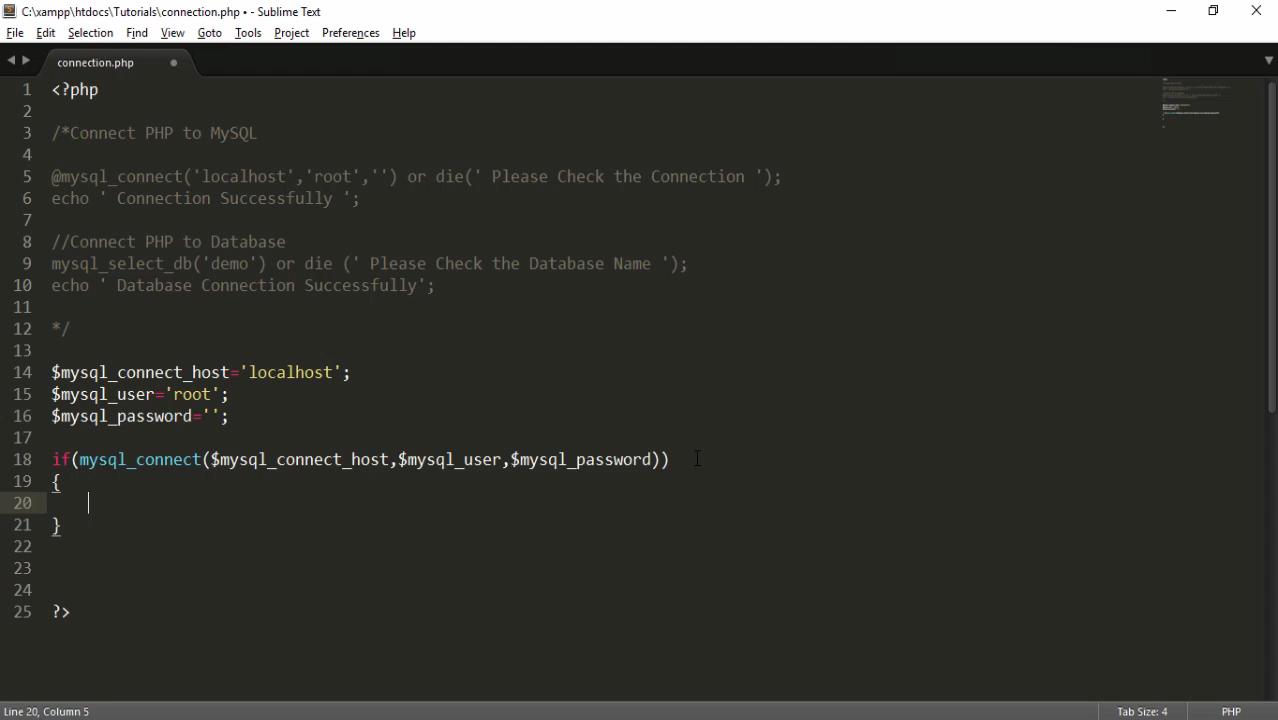 C:\xampp\htdocs\Tutorials\connection.php • - Sublime Text
File Edit Selection Find View Goto Tools Project Preferences Help
connection.php
1 <?php
2
3 /*Connect PHP to MySQL
4
5 @mysql_connect('localhost','root','') or die(' Please Check the Connection ');
6 echo ' Connection Successfully ';
7
8 //Connect PHP to Database
9 mysql_select_db('demo') or die (' Please Check the Database Name ');
10 echo ' Database Connection Successfully';
11
12 */
13
14 $mysql_connect_host='localhost';
15 $mysql_user='root';
16 $mysql_password='';
17
18 if(mysql_connect($mysql_connect_host,$mysql_user,$mysql_password))
19 {
20
21 }
22
23
24
25 ?>
Line 20, Column 5 Tab Size: 4 PHP